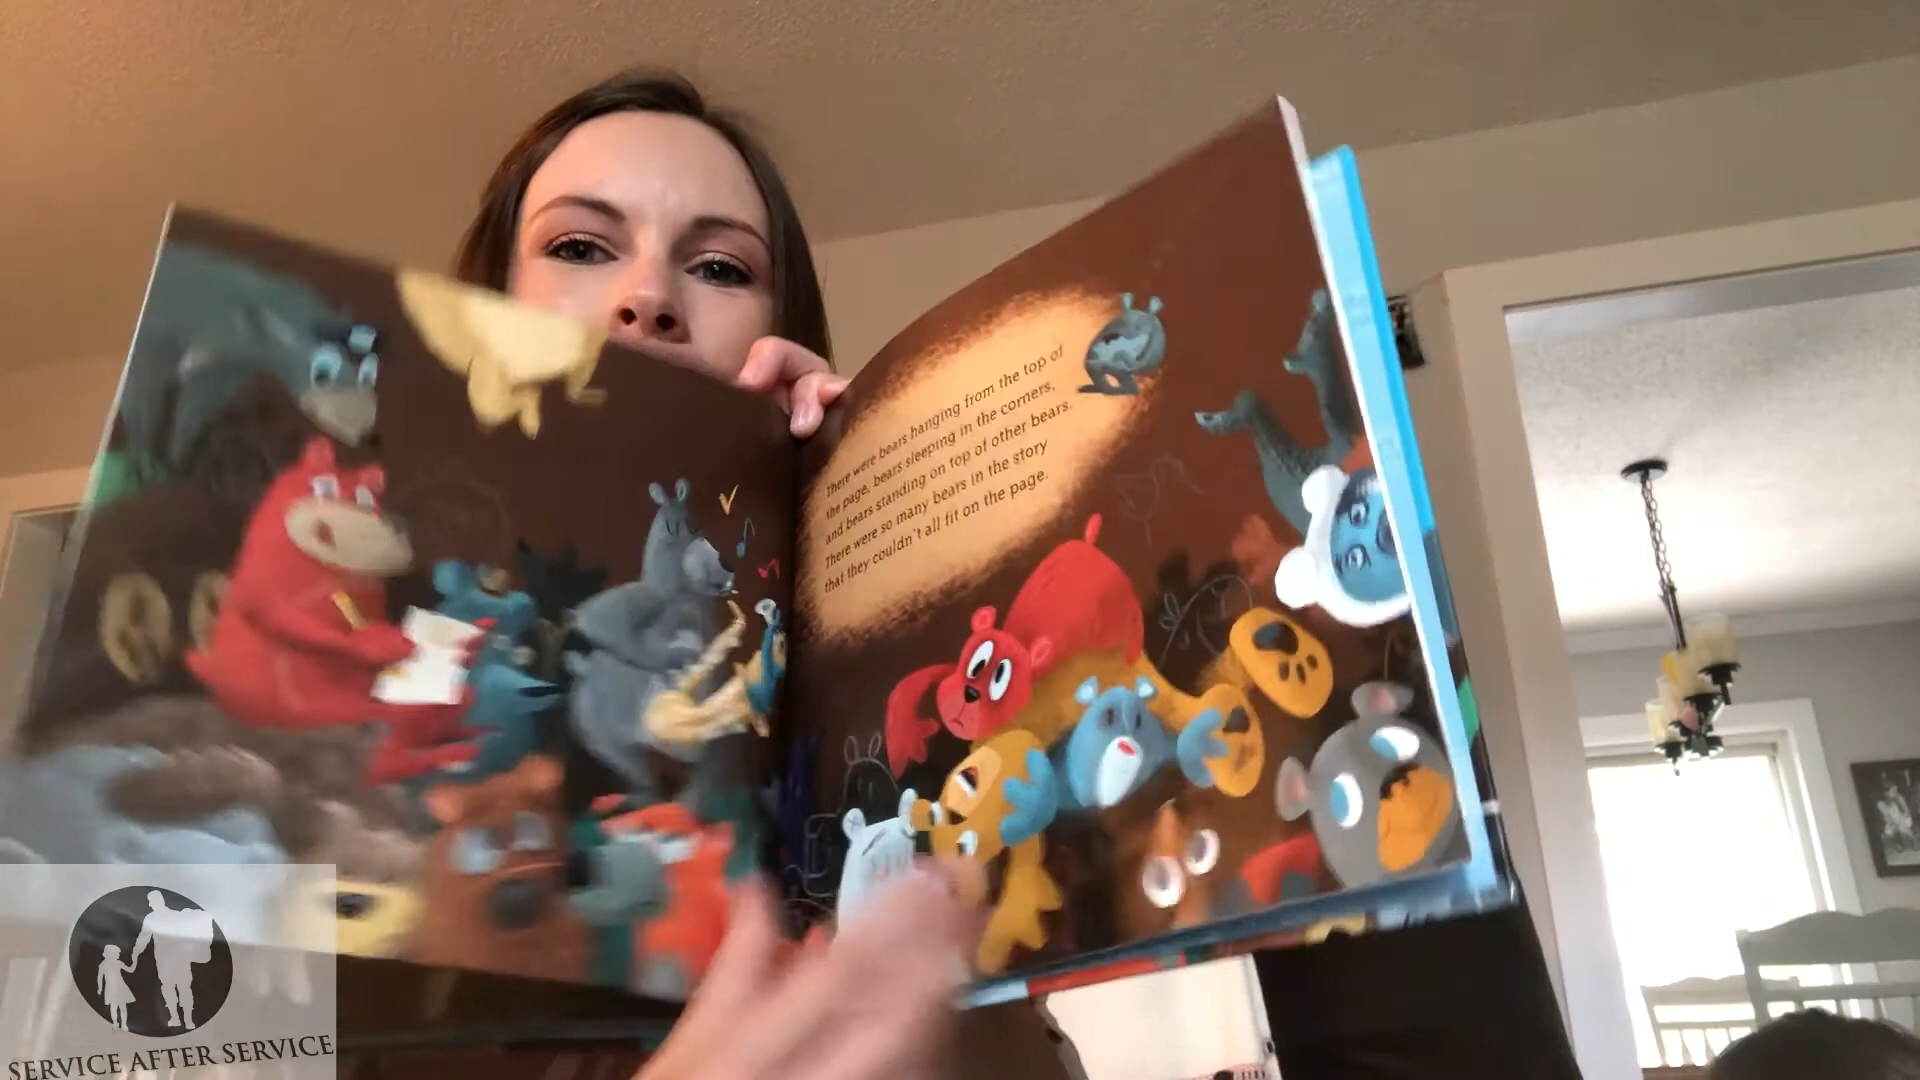 There were bears hanging from the top of
the page, bears sleeping in the corners,
and bears standing on top of other bears.
There were so many bears in the story
that they couldn't all fit on the page.
SERVICE AFTER SERVICE